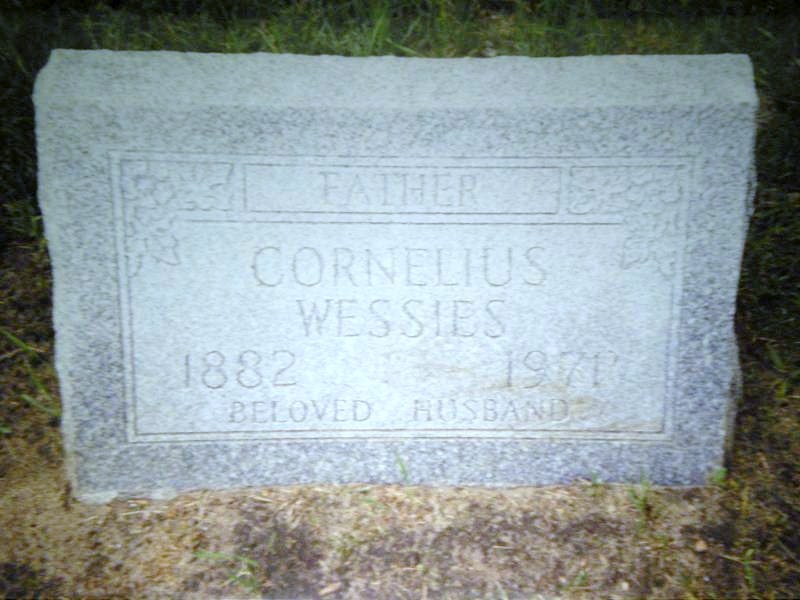 FATHER
CORNELIUS
WESSIES
1882 1971
BELOVED HUSBAND